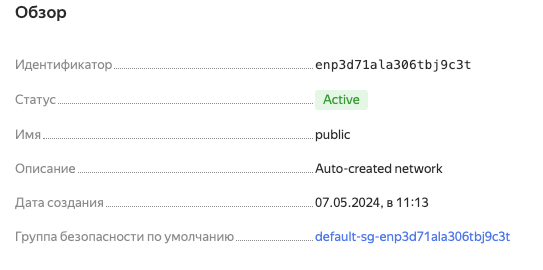 Обзор
Идентификатор enp3d71ala306tbj9c3t
Статус Active
Имя public
Описание Auto-created network
Дата создания 07.05.2024, в 11:13
Группа безопасности по умолчанию default-sg-enp3d71ala306tbj9c3t